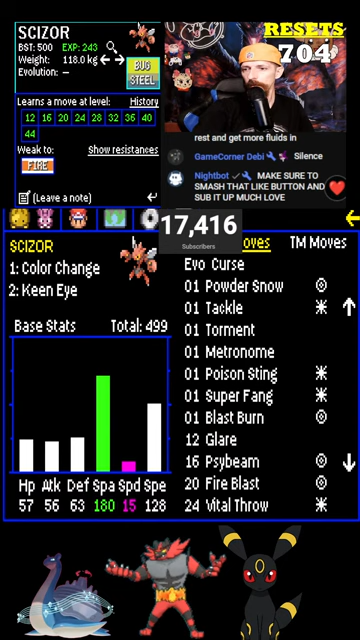 SCIZOR
BST: 500 EXP: 243
Weight: 118.0 kg
Evolution: —
BUG
STEEL
Learns a move at level: History
12 16 20 24 28 32 36 40
44
Weak to: Show resistances
FIRE
(Leave a note)
RESETS
704
rest and get more fluids in
GameCorner Debi Silence
Nightbot MAKE SURE TO
SMASH THAT LIKE BUTTON AND
SUB IT UP MUCH LOVE
17,416
Subscribers
oves TM Moves
SCIZOR
1: Color Change
2: Keen Eye
Base Stats Total: 499
Hp Atk Def Spa Spd Spe
57 56 63 180 15 128
Evo Curse
01 Powder Snow
01 Tackle
01 Torment
01 Metronome
01 Poison Sting
01 Super Fang
01 Blast Burn
12 Glare
16 Psybeam
20 Fire Blast
24 Vital Throw